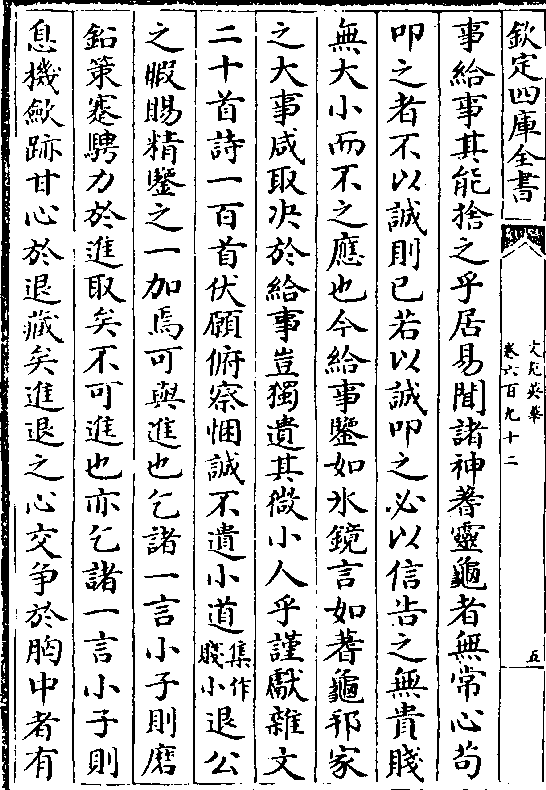 欽定四庫全書
文苑英華
卷六百九十二
五
事給事其能捨之乎居易聞諸神蓍靈龜者無常心苟
叩之者不以誠則已若以誠叩之必以信告之無貴賤
無大小而不之應也今給事鑒如水鏡言如蓍龜邦家
之大事咸取決於給事豈獨遺其微小人乎謹獻雜文
二十首詩一百首伏願俯察悃誠不遺小道集作賤小退公
之暇賜精鑒之一加焉可與進也乞諸一言小子則磨
鉛策蹇騁力於進取矣不可進也亦乞諸一言小子則
息機歛跡甘心於退藏矣進退之心交争於胸中者有